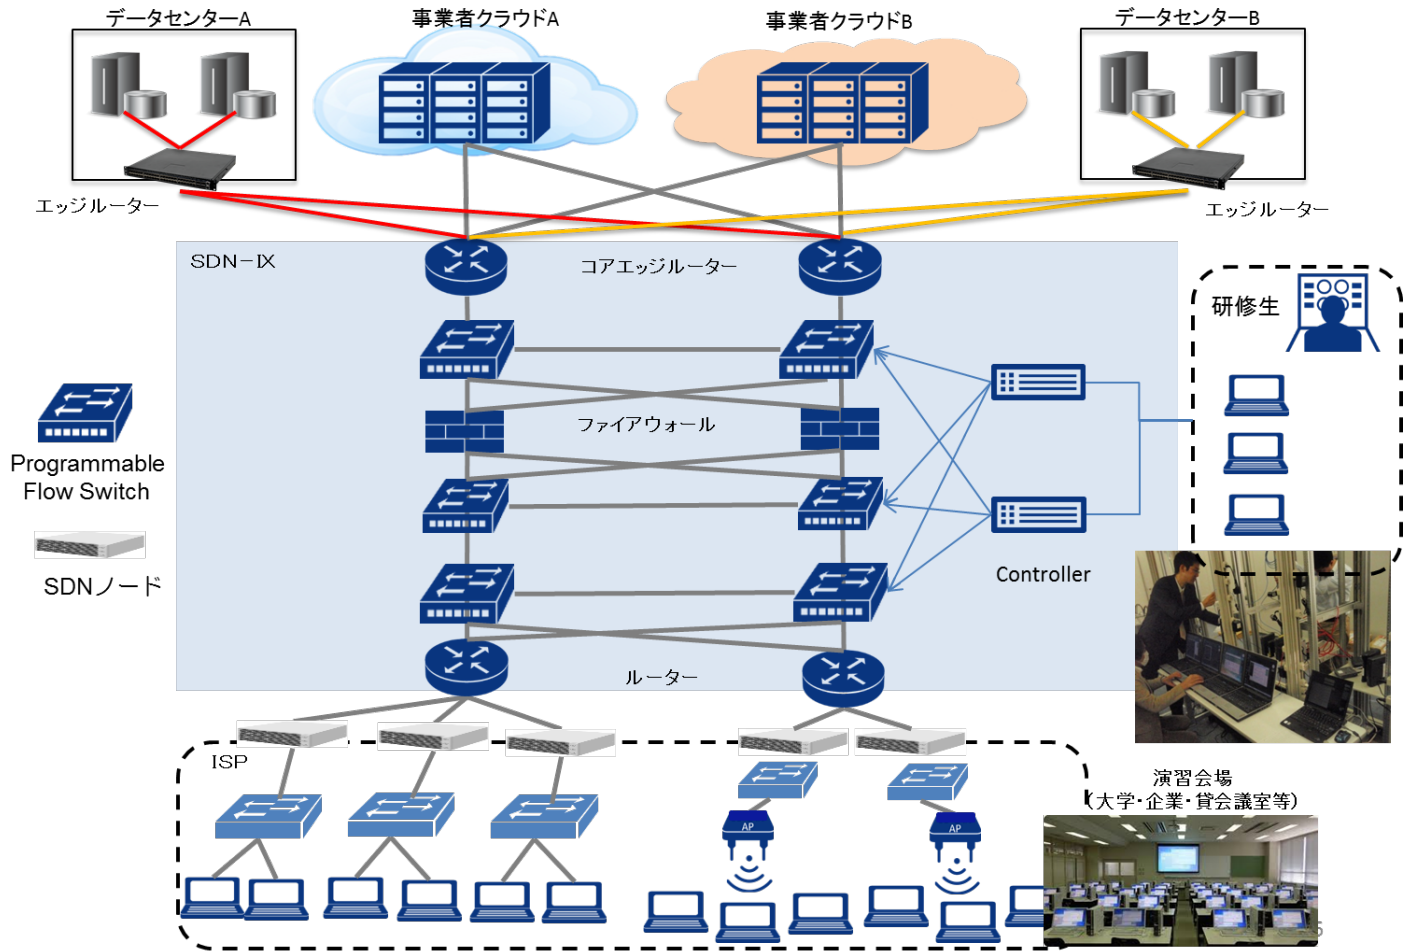 データセンターA
事業者クラウドA
事業者クラウドB
データセンターB
エッジルーター
エッジルーター
SDN－IX
コアエッジルーター
研修生
ファイアウォール
Programmable
Flow Switch
SDNノード
Controller
ルーター
ISP
演習会場
（大学・企業・貸会議室等）
AP
AP